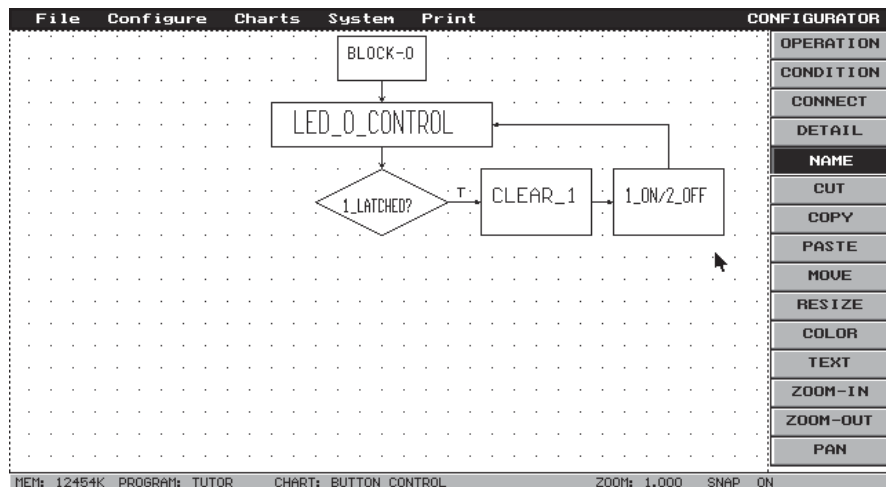 File Configure Charts System Print CONFIGURATOR
BLOCK-0
LED_0_CONTROL
1_LATCHED?
T
CLEAR_1
1_ON/2_OFF
OPERATION
CONDITION
CONNECT
DETAIL
NAME
CUT
COPY
PASTE
MOVE
RESIZE
COLOR
TEXT
ZOOM-IN
ZOOM-OUT
PAN
MEM: 12454K PROGRAM: TUTOR CHART: BUTTON CONTROL ZOOM: 1.000 SNAP ON